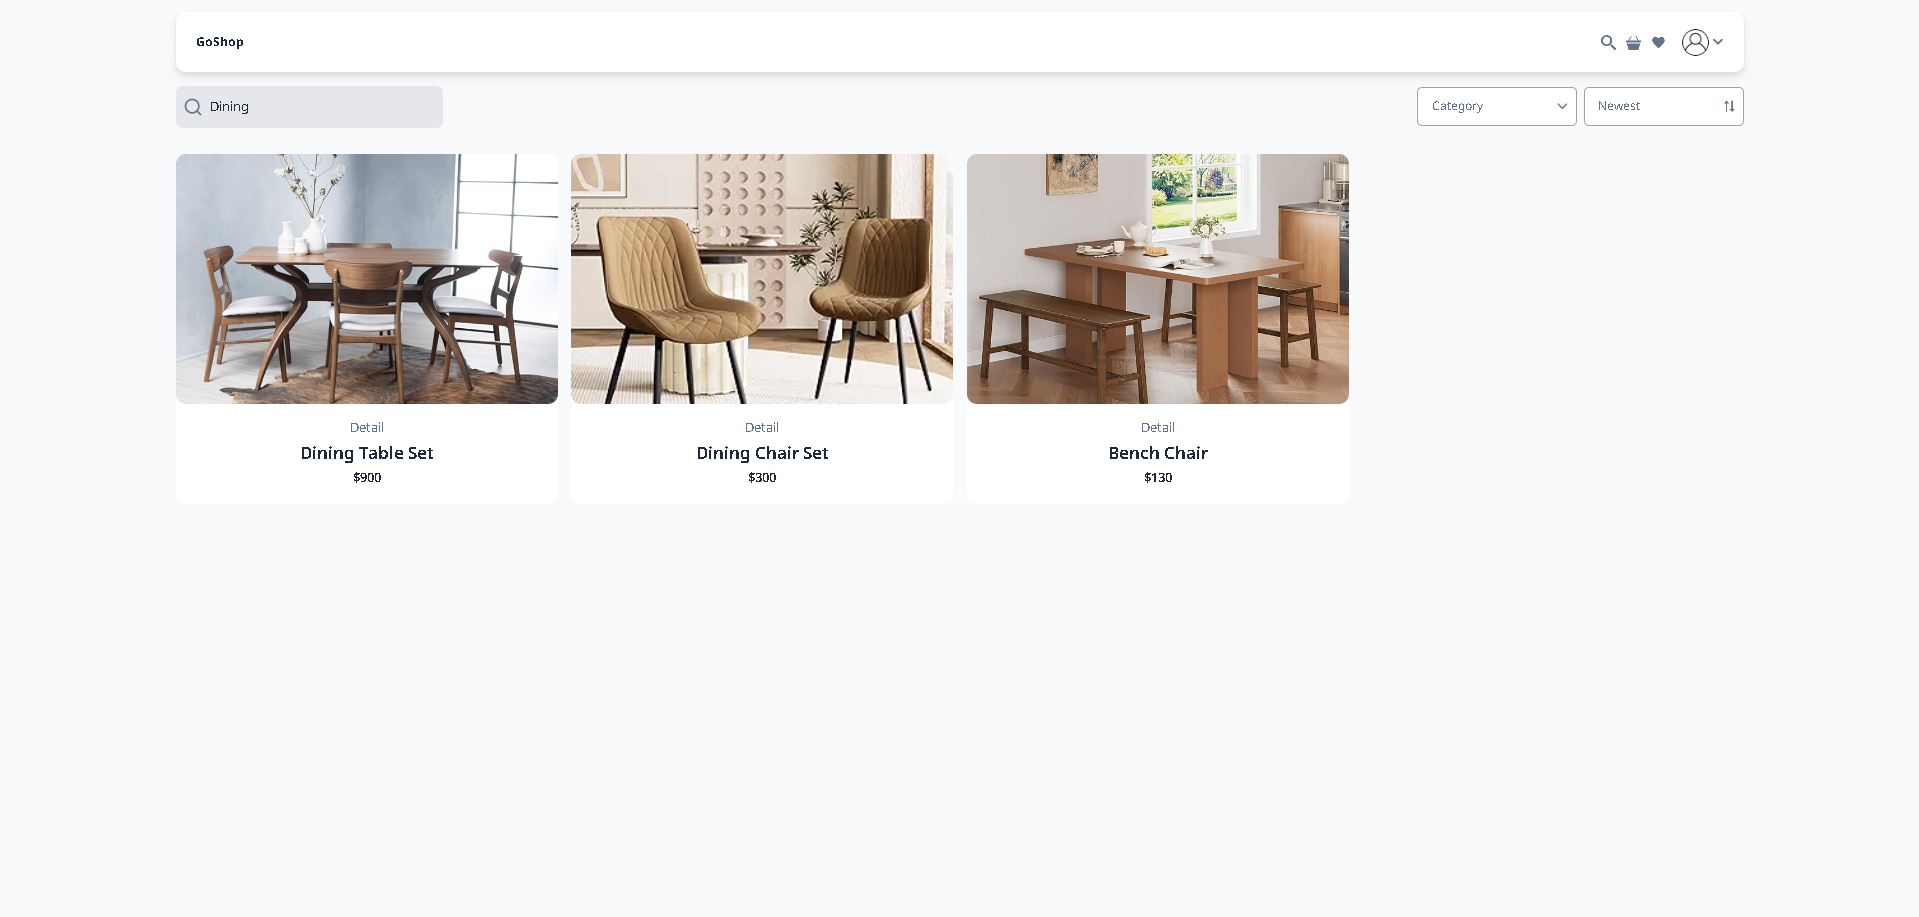 GoShop
Dining
Category
Newest
Detail
Dining Table Set
$900
Detail
Dining Chair Set
$300
Detail
Bench Chair
$130